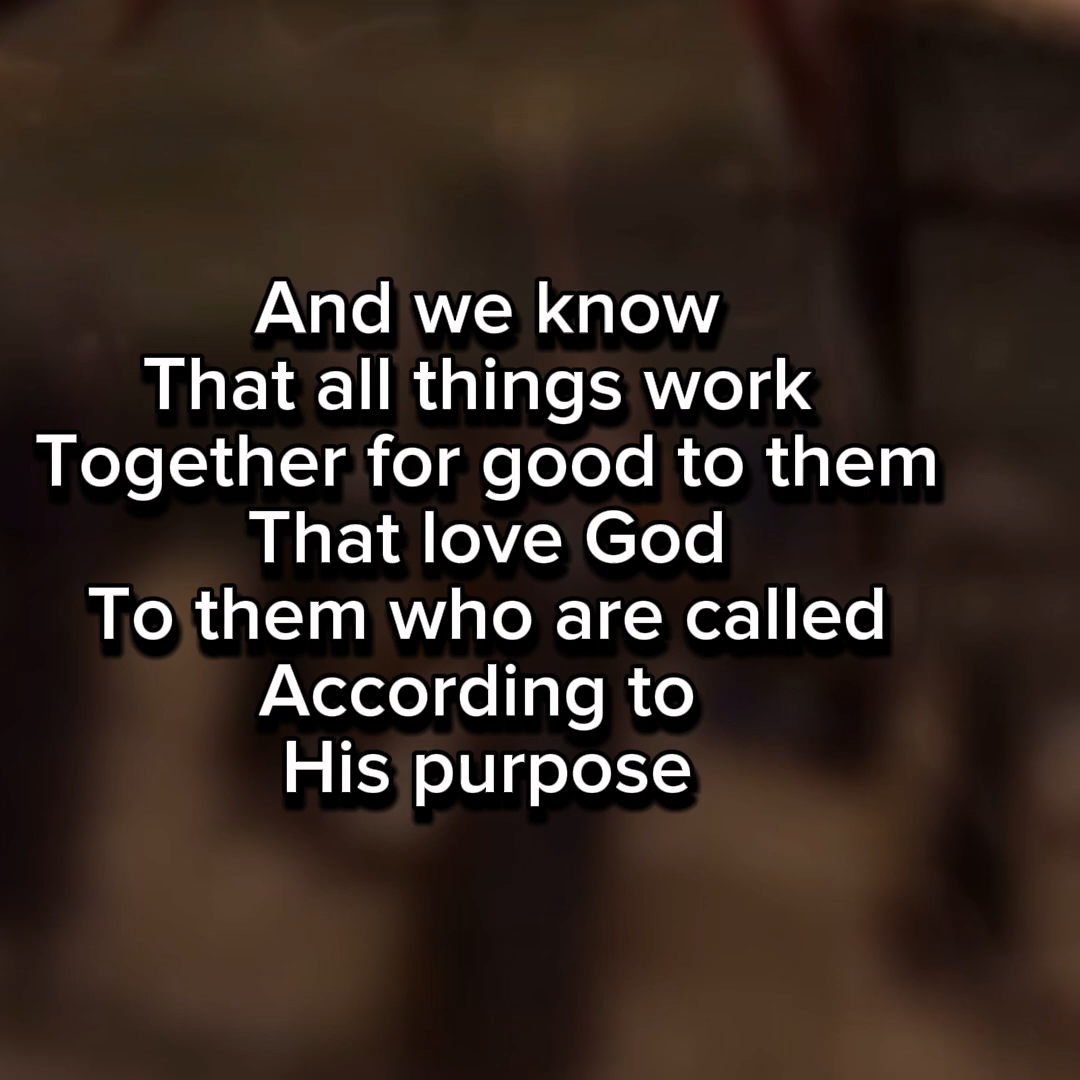 And we know
That all things work
Together for good to them
That love God
To them who are called
According to
His purpose